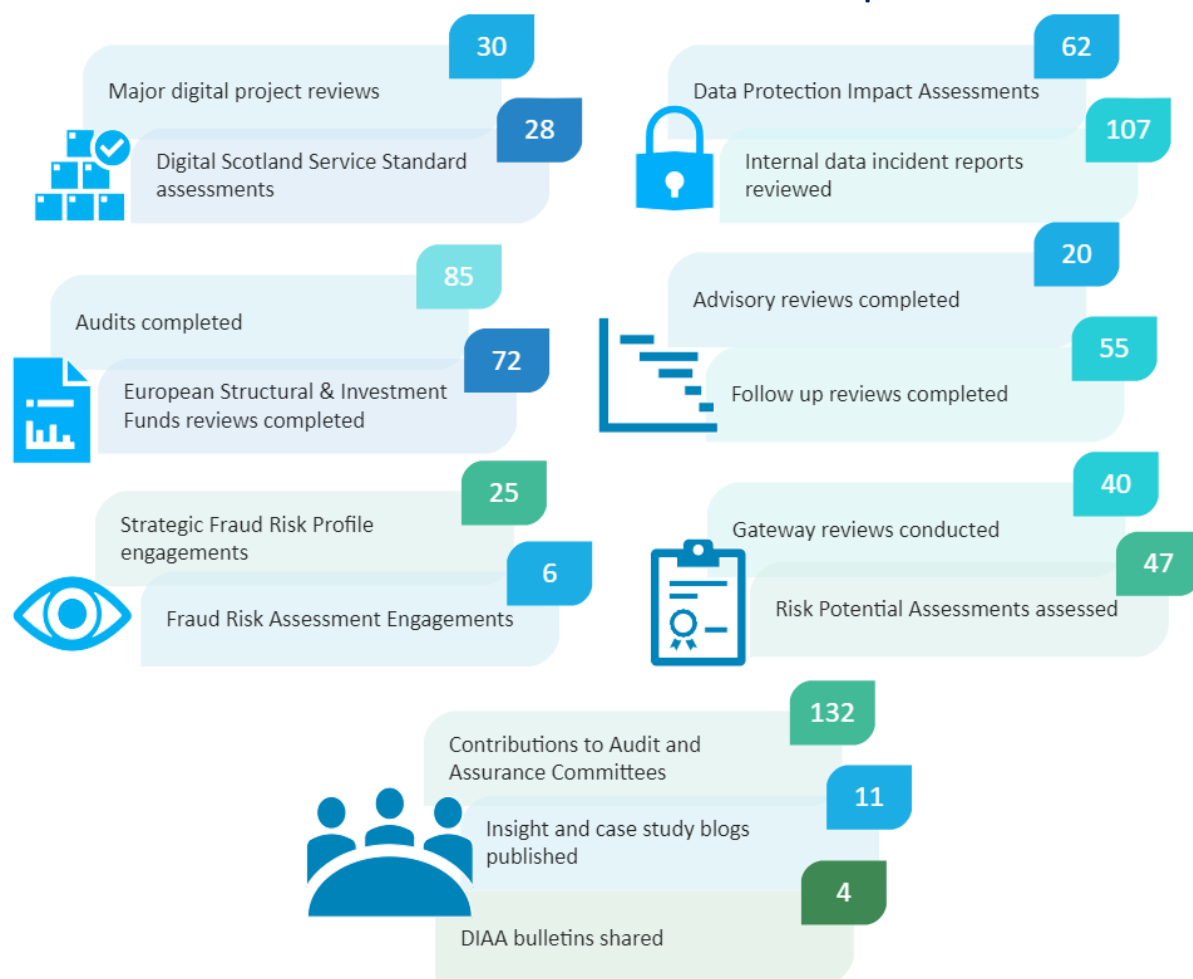 30
Major digital project reviews
28
Digital Scotland Service Standard
assessments
62
Data Protection Impact Assessments
107
Internal data incident reports
reviewed
85
Audits completed
72
European Structural & Investment
Funds reviews completed
20
Advisory reviews completed
55
Follow up reviews completed
25
Strategic Fraud Risk Profile
engagements
6
Fraud Risk Assessment Engagements
40
Gateway reviews conducted
47
Risk Potential Assessments assessed
132
Contributions to Audit and
Assurance Committees
11
Insight and case study blogs
published
4
DIAA bulletins shared